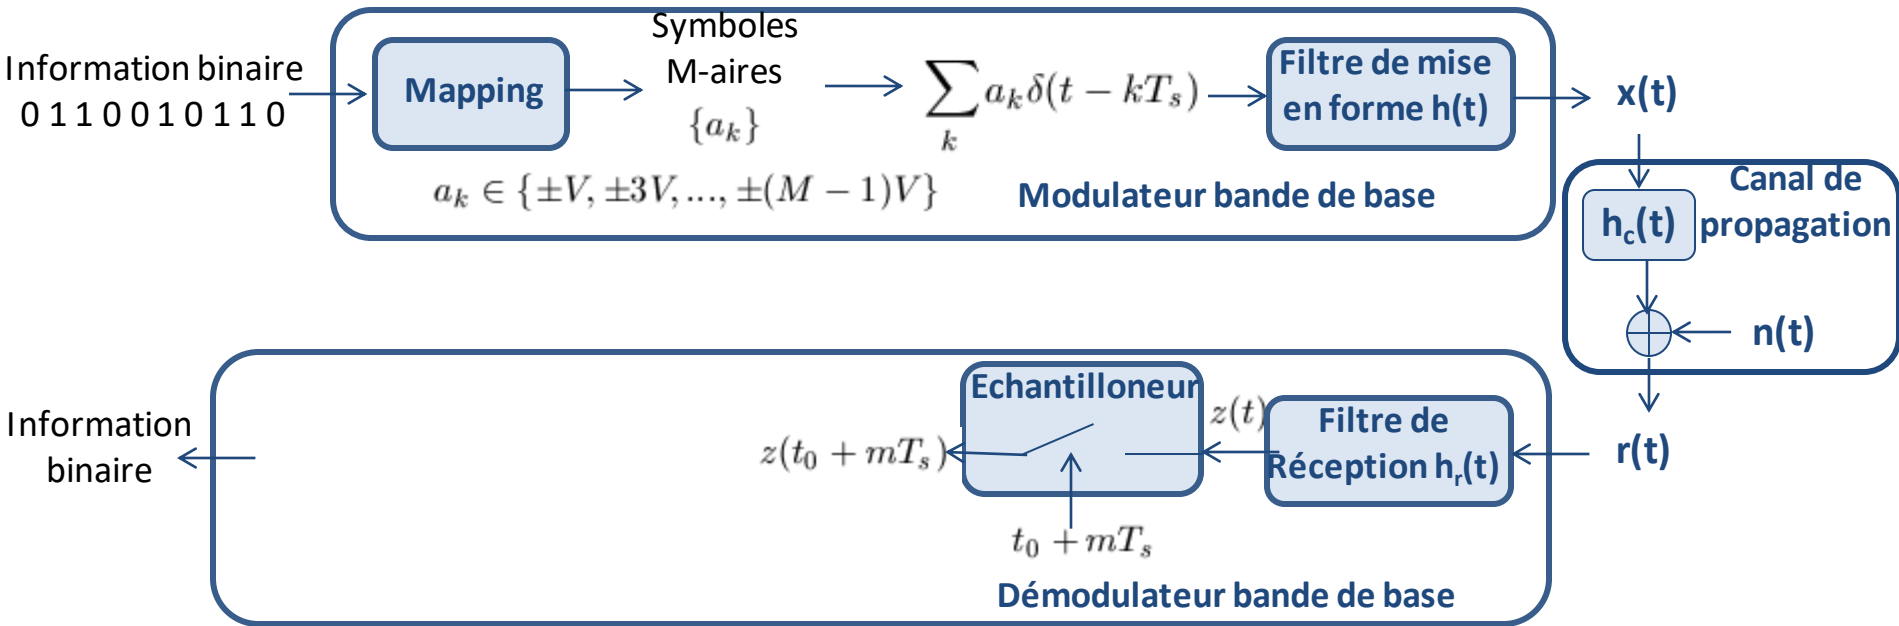 Information binaire
0 1 1 0 0 1 0 1 1 0
Mapping
Symboles
M-aires
{a_k}
\sum_k a_k δ(t − kT_s)
Filtre de mise
en forme h(t)
x(t)
a_k ∈ {±V, ±3V, ..., ±(M − 1)V}
Modulateur bande de base
Canal de
propagation
h_c(t)
n(t)
r(t)
Filtre de
Réception h_r(t)
z(t)
Echantilloneur
z(t_0 + mT_s)
t_0 + mT_s
Information
binaire
Démodulateur bande de base